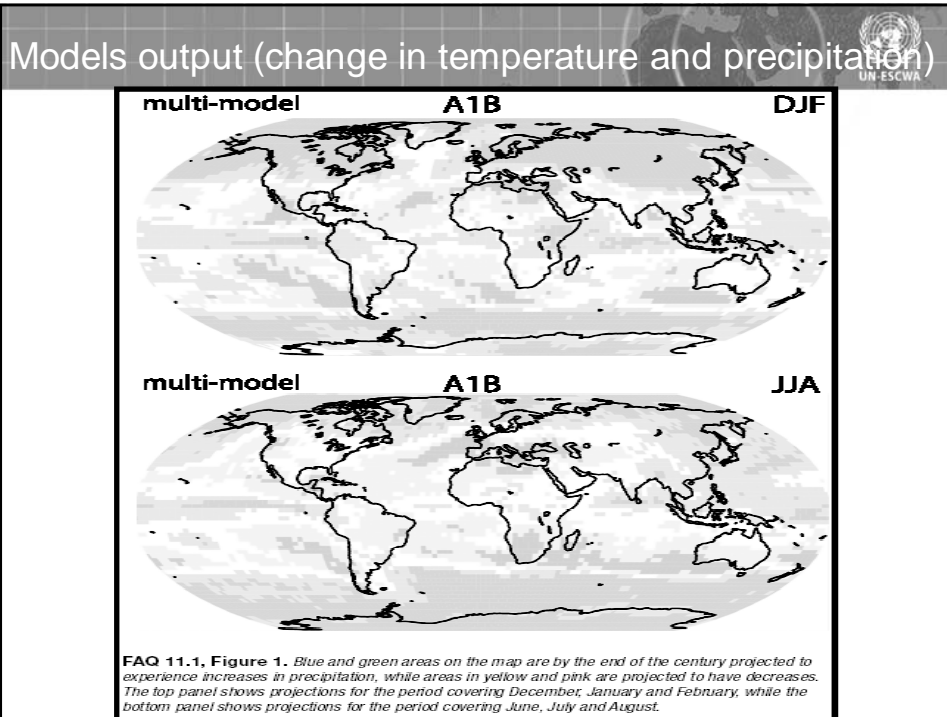 Models output (change in temperature and precipitation)
UN-ESCWA
multi-model A1B DJF
multi-model A1B JJA
FAQ 11.1, Figure 1. Blue and green areas on the map are by the end of the century projected to
experience increases in precipitation, while areas in yellow and pink are projected to have decreases.
The top panel shows projections for the period covering December, January and February, while the
bottom panel shows projections for the period covering June, July and August.